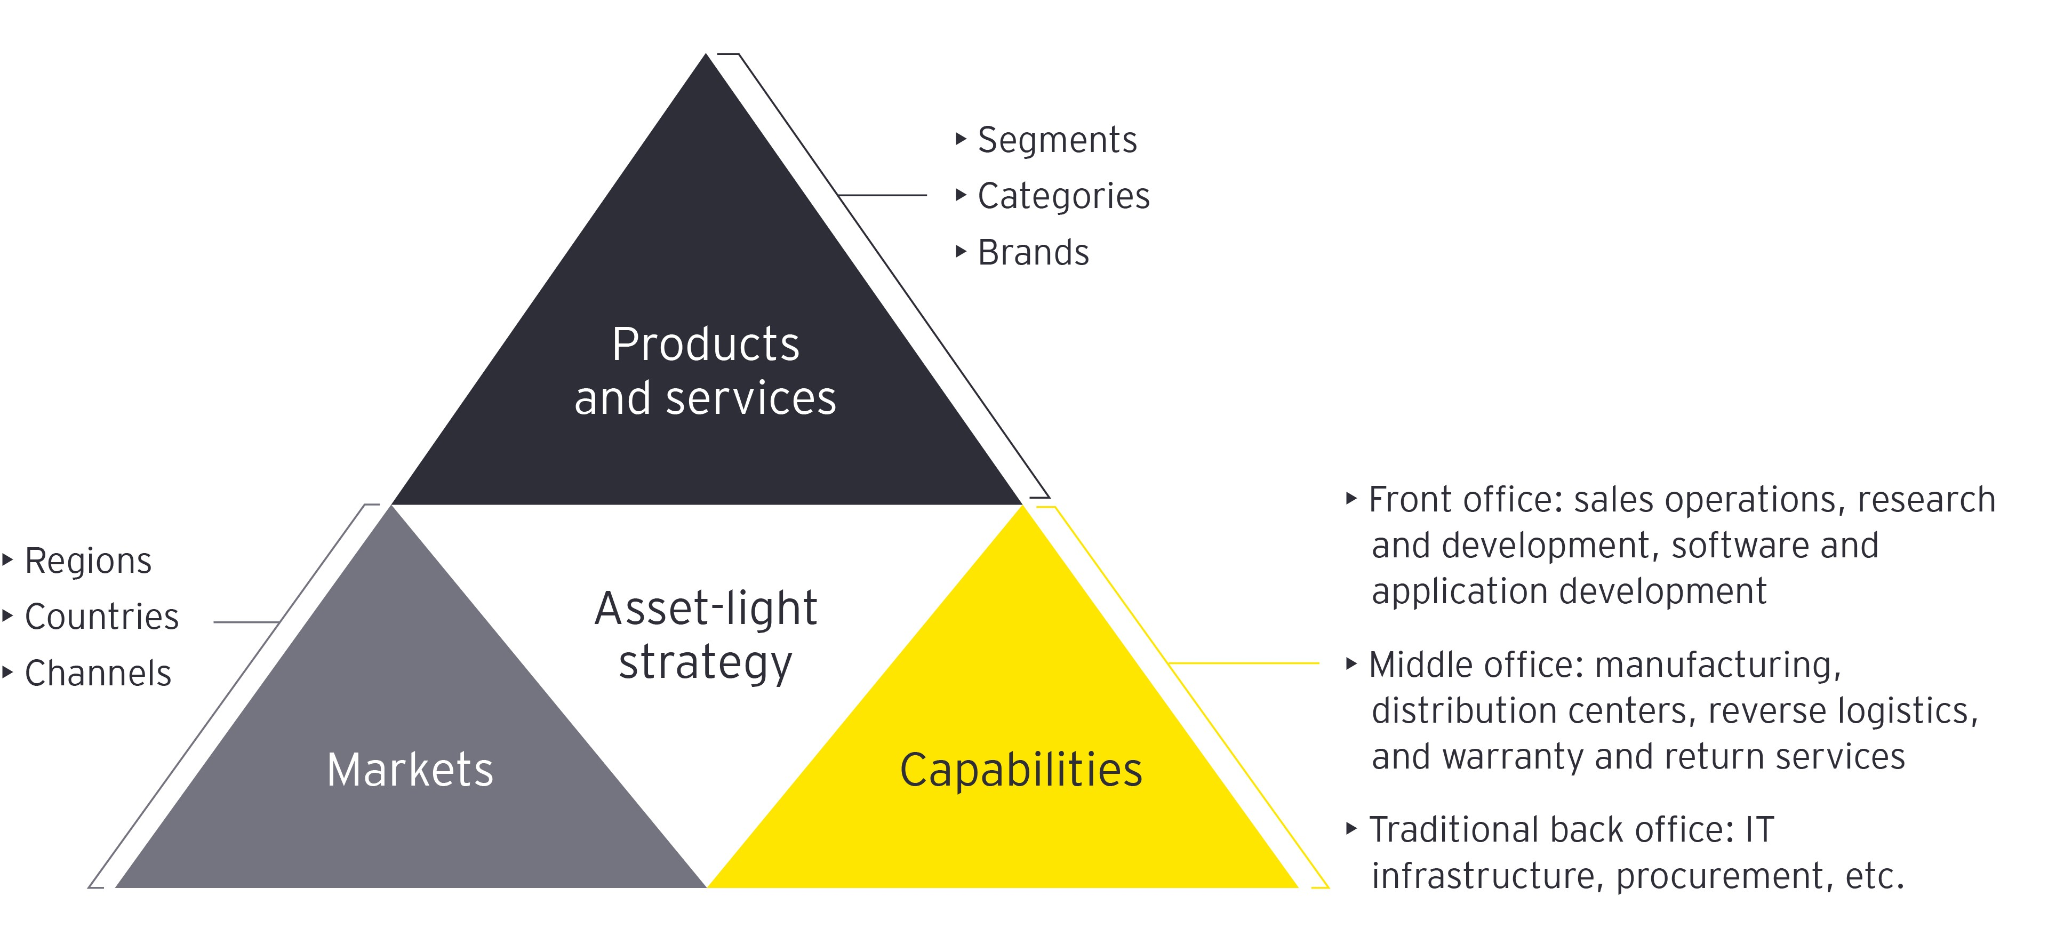 Segments
Categories
Brands
Products
and services
Regions
Countries
Channels
Asset-light
strategy
Markets
Capabilities
Front office: sales operations, research
and development, software and
application development
Middle office: manufacturing,
distribution centers, reverse logistics,
and warranty and return services
Traditional back office: IT
infrastructure, procurement, etc.